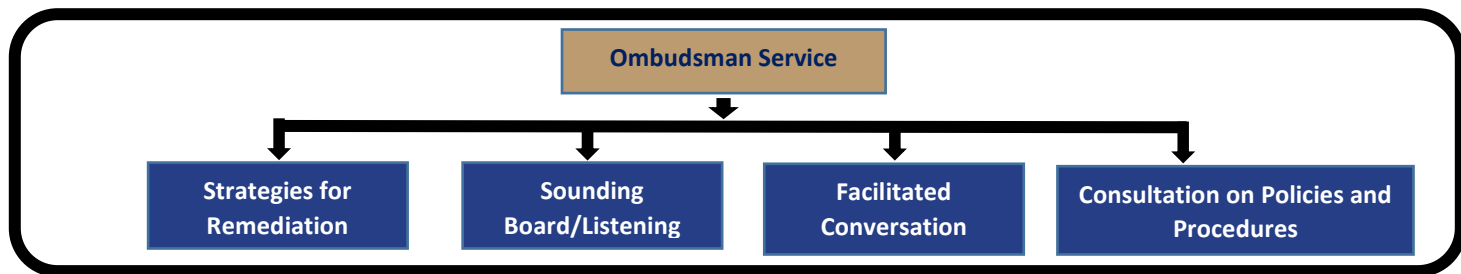 Ombudsman Service
Strategies for
Remediation
Sounding
Board/Listening
Facilitated
Conversation
Consultation on Policies and
Procedures